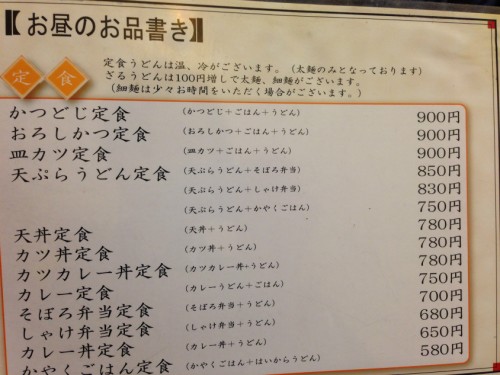 【お昼のお品書き】
定食
定食うどんは温、冷がございます。(太麺のみとなっております)
ざるうどんは100円増しで太麺、細麺がございます。
(細麺は少々お時間をいただく場合がございます。)
かつとじ定食 (かつとじ＋ごはん＋うどん) 900円
おろしかつ定食 (おろしかつ＋ごはん＋うどん) 900円
皿カツ定食 (皿カツ＋ごはん＋うどん) 900円
天ぷらうどん定食 (天ぷらうどん＋そぼろ弁当) 850円
(天ぷらうどん＋しゃけ弁当) 830円
(天ぷらうどん＋かやくごはん) 750円
天丼定食 (天丼＋うどん) 780円
カツ丼定食 (カツ丼＋うどん) 780円
カツカレー丼定食 (カツカレー丼+うどん) 780円
カレー定食 (カレーうどん＋ごはん) 750円
そぼろ弁当定食 (そぼろ弁当＋うどん) 700円
しゃけ弁当定食 (しゃけ弁当＋うどん) 680円
カレー丼定食 (カレー丼＋うどん) 650円
かやくごはん定食 (かやくごはん＋はいからうどん) 580円